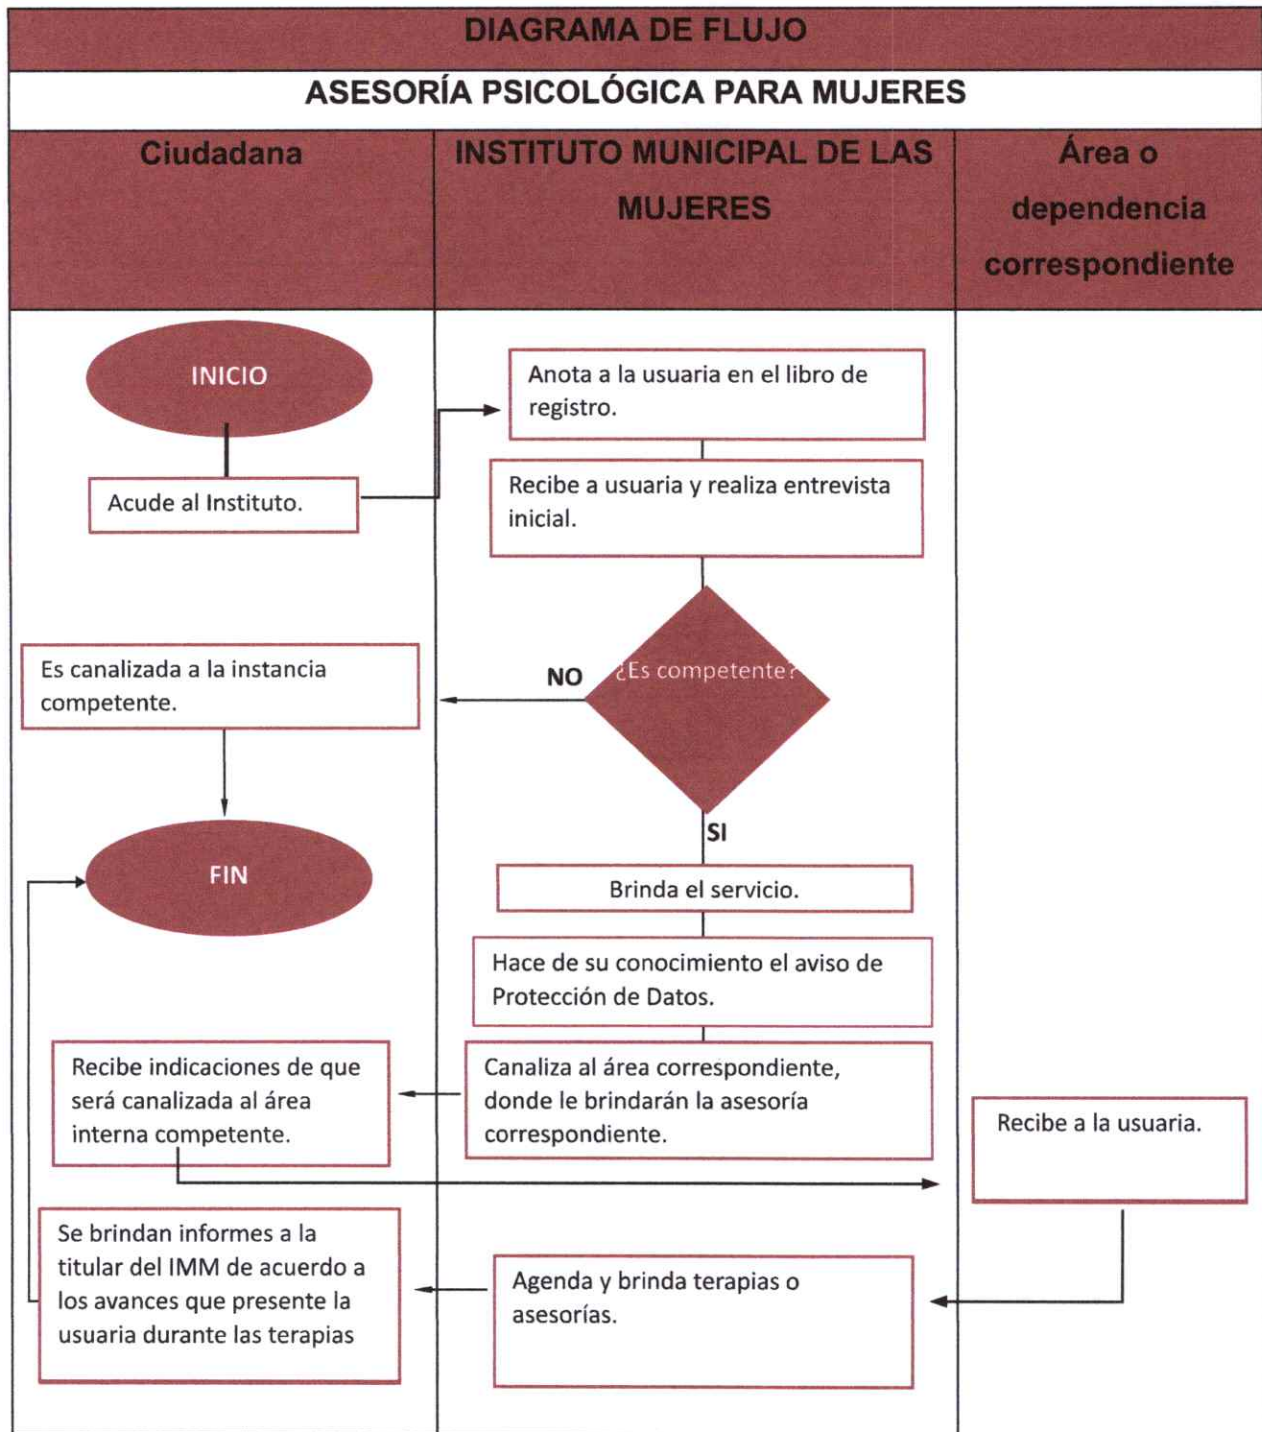 DIAGRAMA DE FLUJO
ASESORÍA PSICOLÓGICA PARA MUJERES
Ciudadana
INSTITUTO MUNICIPAL DE LAS
MUJERES
Área o
dependencia
correspondiente
INICIO
Acude al Instituto.
Anota a la usuaria en el libro de
registro.
Recibe a usuaria y realiza entrevista
inicial.
¿Es competente?
NO
Es canalizada a la instancia
competente.
FIN
SI
Brinda el servicio.
Hace de su conocimiento el aviso de
Protección de Datos.
Canaliza al área correspondiente,
donde le brindarán la asesoría
correspondiente.
Recibe indicaciones de que
será canalizada al área
interna competente.
Recibe a la usuaria.
Agenda y brinda terapias o
asesorías.
Se brindan informes a la
titular del IMM de acuerdo a
los avances que presente la
usuaria durante las terapias